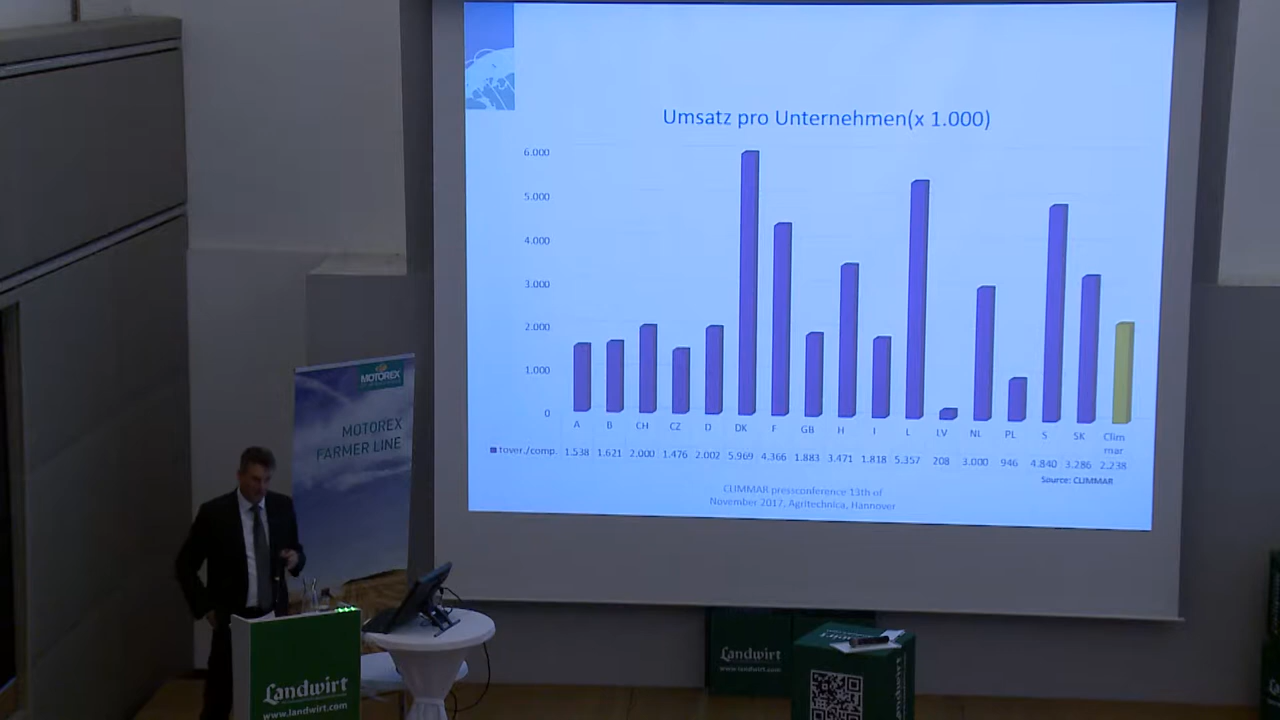 Umsatz pro Unternehmen(x 1.000)
6.000
5.000
4.000
3.000
2.000
1.000
0
A B CH CZ D DK F GB H I L LV NL PL S SK Clim
mar
tover./comp. 1.538 1.621 2.000 1.476 2.002 5.969 4.366 1.883 3.471 1.818 5.357 208 3.000 946 4.840 3.286 2.238
Source: CLIMMAR
CLIMMAR pressconference 13th of
November 2017, Agritechnica, Hannover
MOTOREX
MOTOREX
FARMER LINE
Landwirt
www.landwirt.com
Landwirt
www.landwirt.com